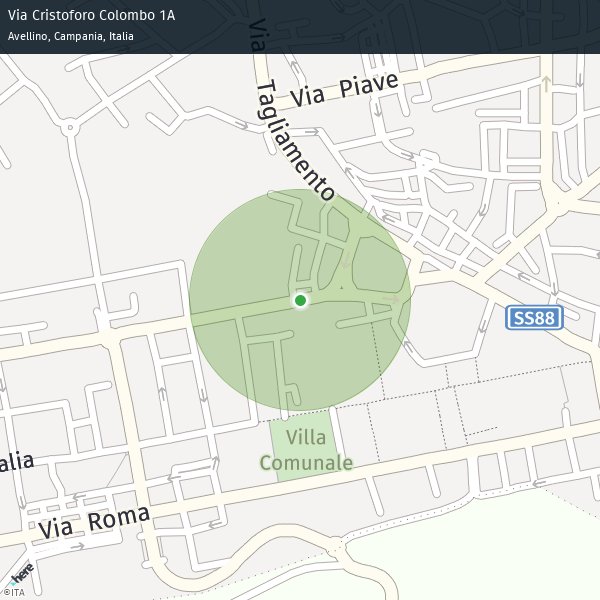 Via Cristoforo Colombo 1A
Avellino, Campania, Italia
Via Tagliamento
Via Piave
SS88
Villa
Comunale
alia
Via Roma
here
©ITA